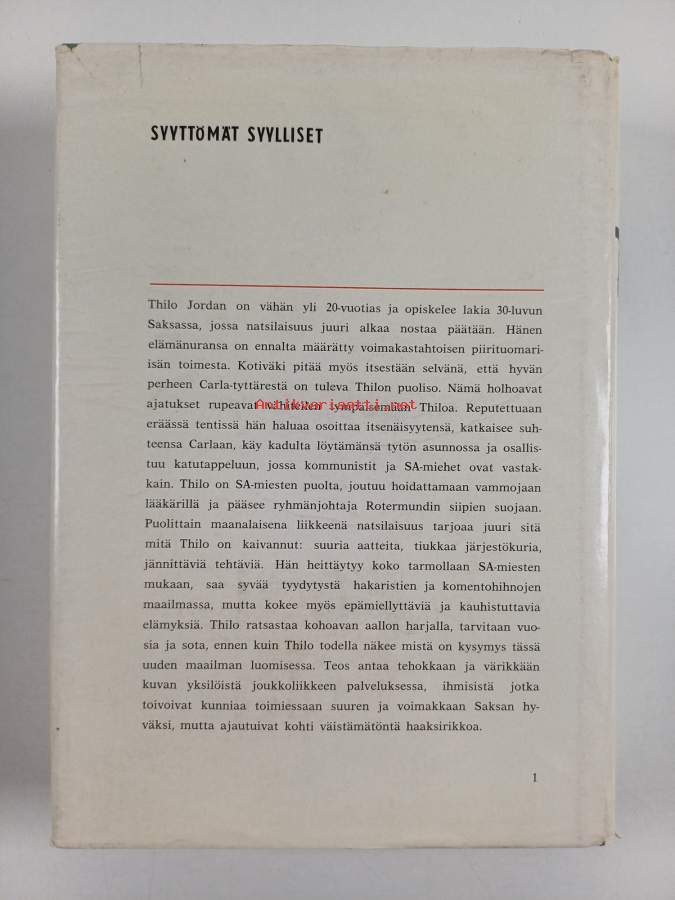 SYYTTÖMÄT SYYLLISET
Thilo Jordan on vähän yli 20-vuotias ja opiskelee lakia 30-luvun
Saksassa, jossa natsilaisuus juuri alkaa nostaa päätään. Hänen
elämänuransa on ennalta määrätty voimakastahtoisen piirituomari-
isän toimesta. Kotiväki pitää myös itsestään selvänä, että hyvän
perheen Carla-tyttärestä on tuleva Thilon puoliso. Nämä holhoavat
ajatukset rupeavat vähitellen tympäisemään Thiloa. Reputettuaan
Antikvariaatti.net
eräässä tentissä hän haluaa osoittaa itsenäisyytensä, katkaisee suh-
teensa Carlaan, käy kadulta löytämänsä tytön asunnossa ja osallis-
tuu katutappeluun, jossa kommunistit ja SA-miehet ovat vastak-
kain. Thilo on SA-miesten puolta, joutuu hoidattamaan vammojaan
lääkärillä ja pääsee ryhmänjohtaja Rotermundin siipien suojaan.
Puolittain maanalaisena liikkeenä natsilaisuus tarjoaa juuri sitä
mitä Thilo on kaivannut: suuria aatteita, tiukkaa järjestökuria,
jännittäviä tehtäviä. Hän heittäytyy koko tarmollaan SA-miesten
mukaan, saa syvää tyydytystä hakaristien ja komentohihnojen
maailmassa, mutta kokee myös epämiellyttäviä ja kauhistuttavia
elämyksiä. Thilo ratsastaa kohoavan aallon harjalla, tarvitaan vuo-
sia ja sota, ennen kuin Thilo todella näkee mistä on kysymys tässä
uuden maailman luomisessa. Teos antaa tehokkaan ja värikkään
kuvan yksilöistä joukkoliikkeen palveluksessa, ihmisistä jotka
toivoivat kunniaa toimiessaan suuren ja voimakkaan Saksan hy-
väksi, mutta ajautuivat kohti väistämätöntä haaksirikkoa.
1